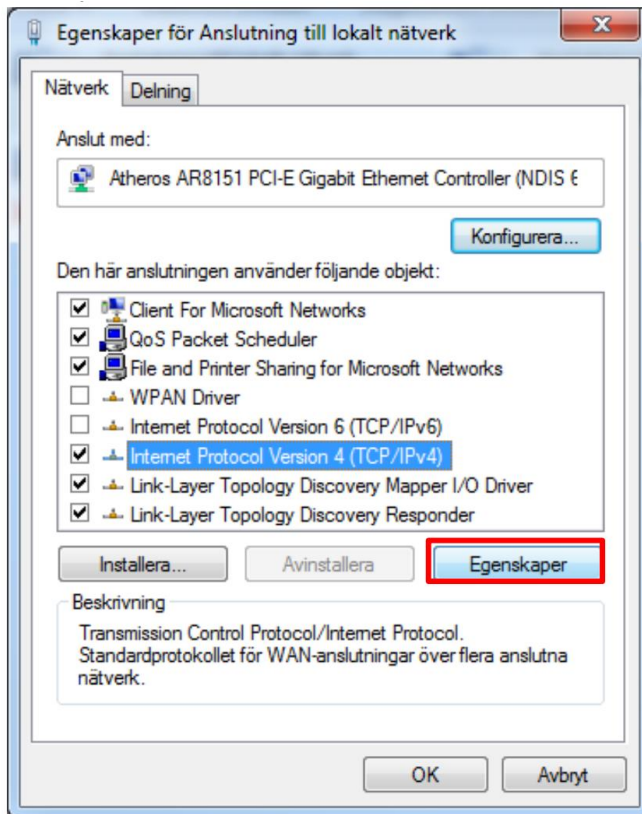 Egenskaper för Anslutning till lokalt nätverk
Nätverk Delning
Anslut med:
Atheros AR8151 PCI-E Gigabit Ethernet Controller (NDIS 6
Konfigurera...
Den här anslutningen använder följande objekt:
Client For Microsoft Networks
QoS Packet Scheduler
File and Printer Sharing for Microsoft Networks
WPAN Driver
Internet Protocol Version 6 (TCP/IPv6)
Internet Protocol Version 4 (TCP/IPv4)
Link-Layer Topology Discovery Mapper I/O Driver
Link-Layer Topology Discovery Responder
Installera... Avinstallera Egenskaper
Beskrivning
Transmission Control Protocol/Internet Protocol.
Standardprotokollet för WAN-anslutningar över flera anslutna
nätverk.
OK Avbryt